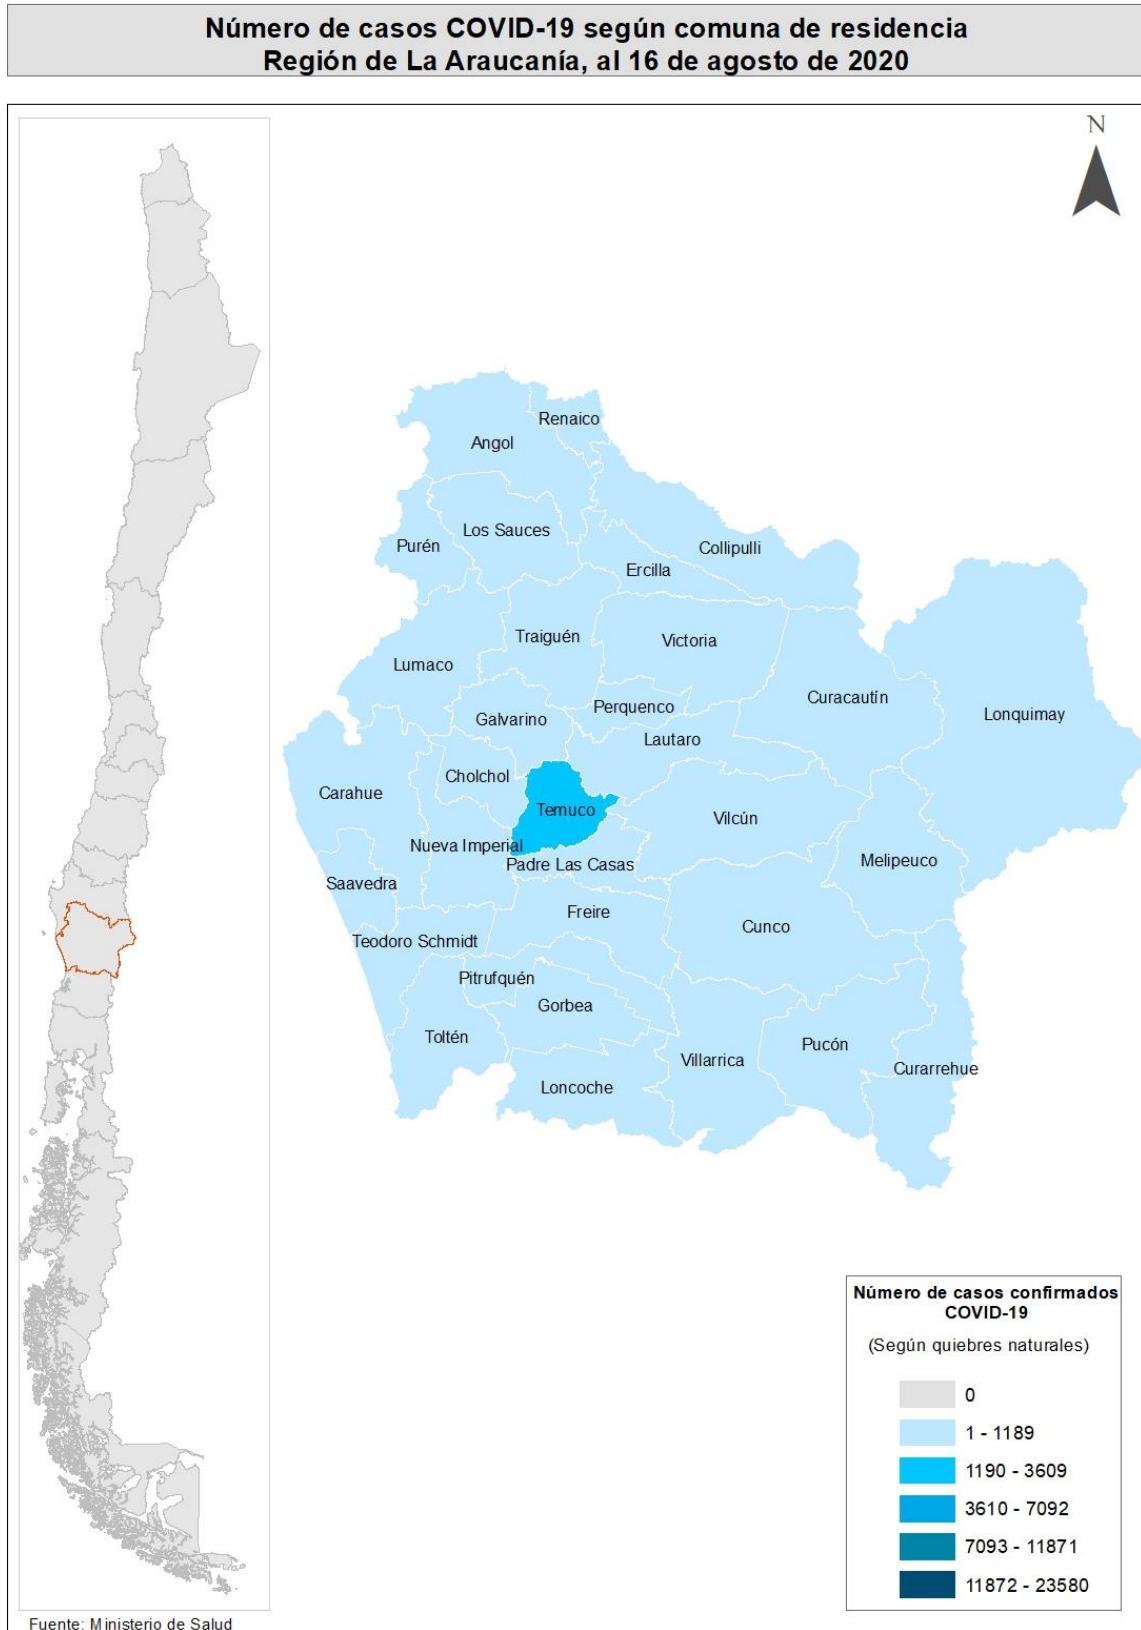 Número de casos COVID-19 según comuna de residencia
Región de La Araucanía, al 16 de agosto de 2020
N
Renaico
Angol
Los Sauces
Purén
Collipulli
Ercilla
Traiguén
Victoria
Lumaco
Curacautín
Perquenco
Lonquimay
Galvarino
Lautaro
Cholchol
Carahue
Temuco
Vilcún
Nueva Imperial
Padre Las Casas
Melipeuco
Saavedra
Freire
Cunco
Teodoro Schmidt
Pitrufquén
Gorbea
Toltén
Pucón
Villarrica
Curarrehue
Loncoche
Número de casos confirmados
COVID-19
(Según quiebres naturales)
0
1 - 1189
1190 - 3609
3610 - 7092
7093 - 11871
11872 - 23580
Fuente: Ministerio de Salud